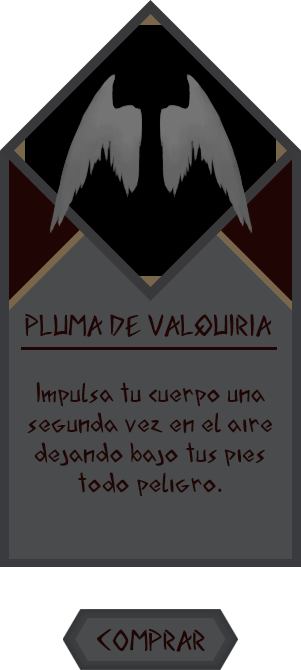 PLUMA DE VALQUIRIA
Impulsa tu cuerpo una
segunda vez en el aire
dejando bajo tus pies
todo peligro.
COMPRAR